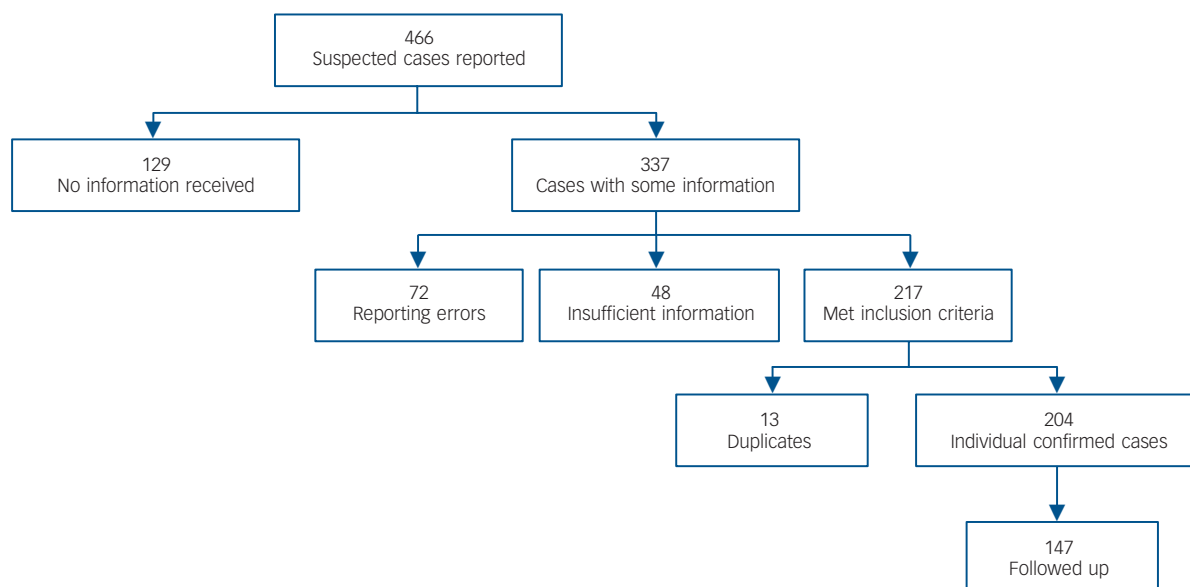 466
Suspected cases reported
129
No information received
337
Cases with some information
72
Reporting errors
48
Insufficient information
217
Met inclusion criteria
13
Duplicates
204
Individual confirmed cases
147
Followed up